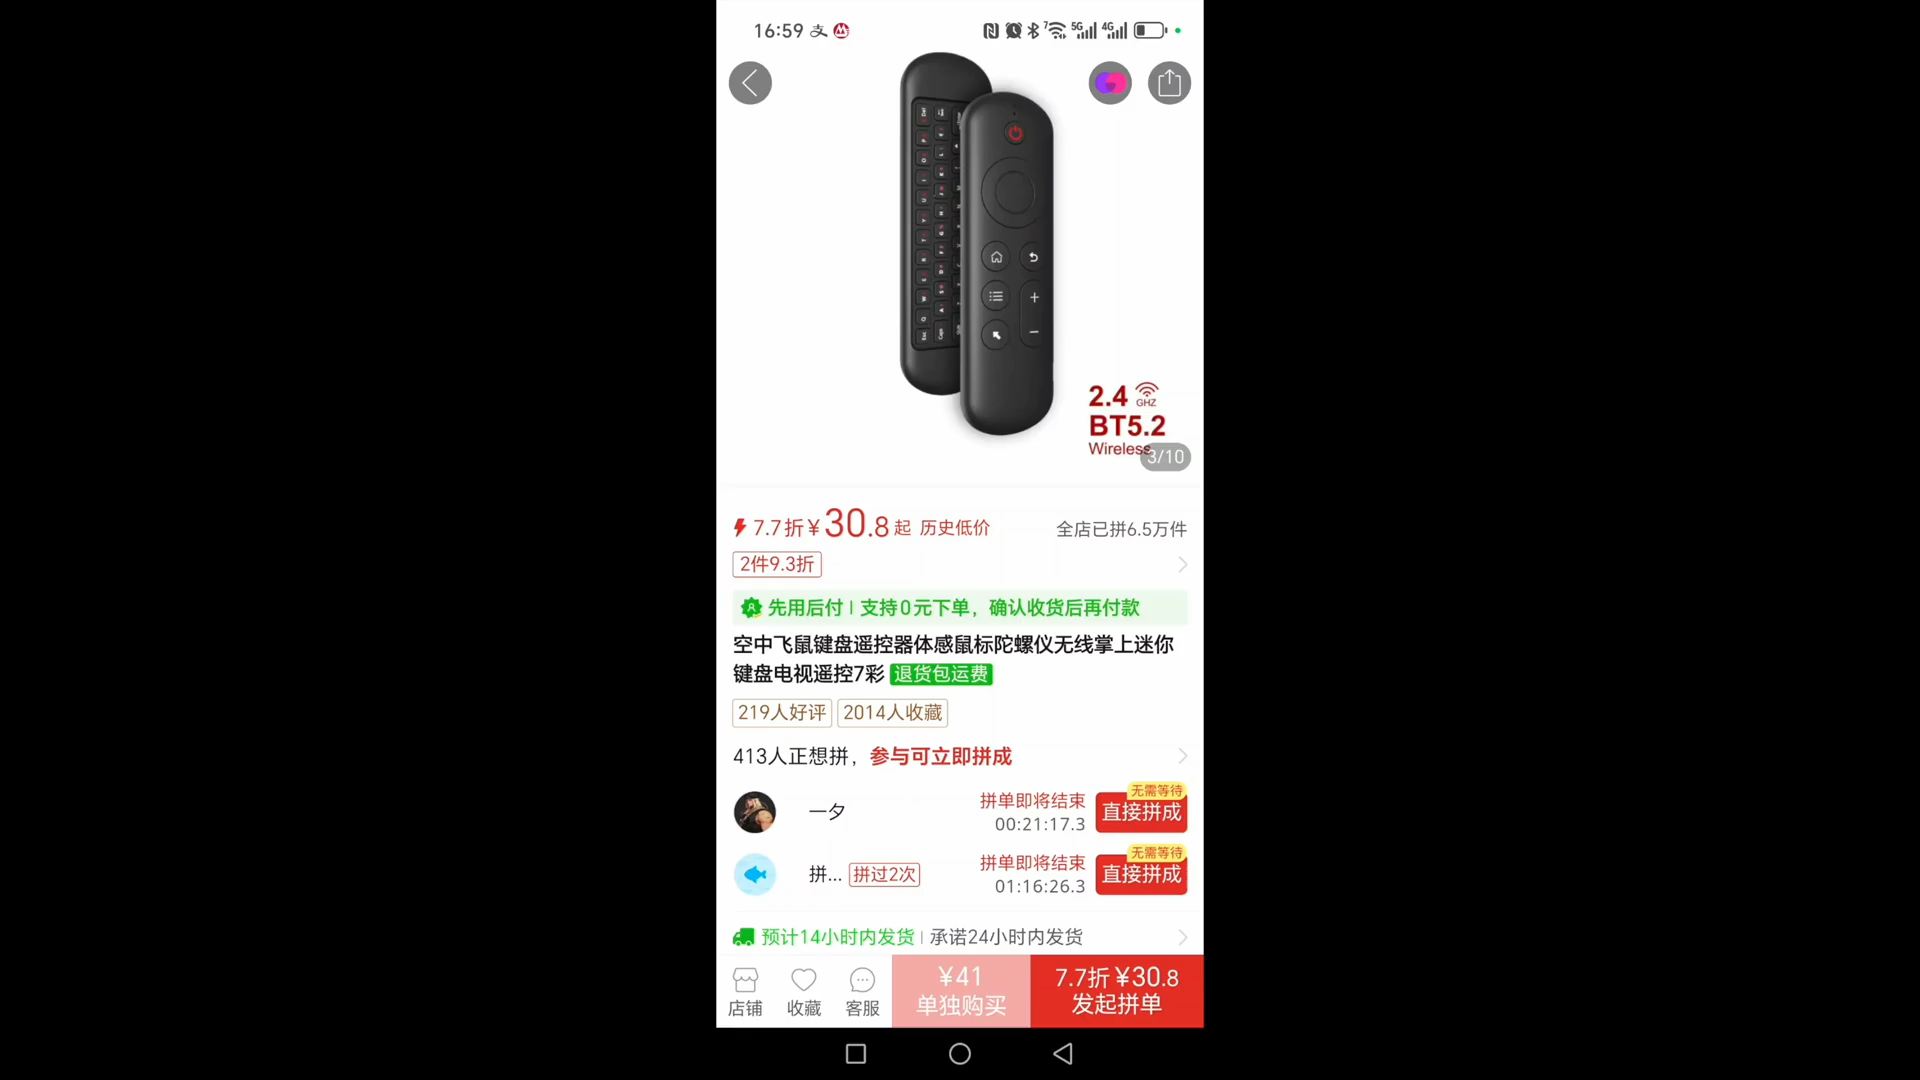 16:59
7
5G
4G
2.4
GHZ
BT5.2
Wireless
3/10
7.7折¥30.8起 历史低价
全店已拼6.5万件
2件9.3折
先用后付 | 支持0元下单，确认收货后再付款
空中飞鼠键盘遥控器体感鼠标陀螺仪无线掌上迷你
键盘电视遥控7彩 退货包运费
219人好评 2014人收藏
413人正想拼，参与可立即拼成
一夕
拼单即将结束
00:21:17.3
无需等待
直接拼成
拼... 拼过2次
拼单即将结束
01:16:26.3
无需等待
直接拼成
预计14小时内发货 | 承诺24小时内发货
店铺
收藏
客服
¥41
单独购买
7.7折 ¥30.8
发起拼单